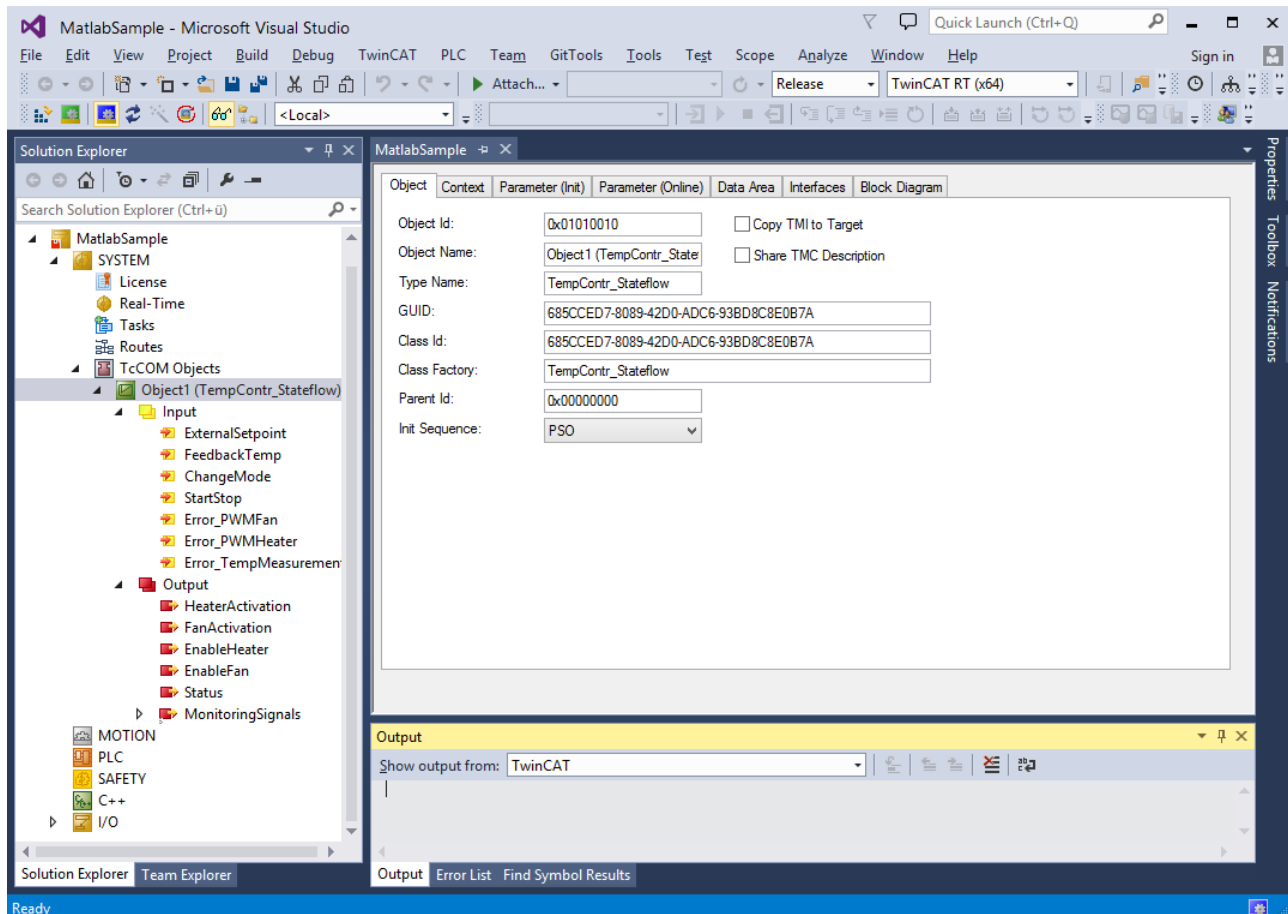 MatlabSample - Microsoft Visual Studio
Quick Launch (Ctrl+Q)
File Edit View Project Build Debug TwinCAT PLC Team GitTools Tools Test Scope Analyze Window Help Sign in
Attach... Release TwinCAT RT (x64)
<Local>
Solution Explorer
Search Solution Explorer (Ctrl+ü)
MatlabSample
SYSTEM
License
Real-Time
Tasks
Routes
TcCOM Objects
Object1 (TempContr_Stateflow)
Input
ExternalSetpoint
FeedbackTemp
ChangeMode
StartStop
Error_PWMFan
Error_PWMHeater
Error_TempMeasuremen
Output
HeaterActivation
FanActivation
EnableHeater
EnableFan
Status
MonitoringSignals
MOTION
PLC
SAFETY
C++
I/O
Solution Explorer Team Explorer
MatlabSample
Object Context Parameter (Init) Parameter (Online) Data Area Interfaces Block Diagram
Object Id: 0x01010010 Copy TMI to Target
Object Name: Object1 (TempContr_State Share TMC Description
Type Name: TempContr_Stateflow
GUID: 685CCED7-8089-42D0-ADC6-93BD8C8E0B7A
Class Id: 685CCED7-8089-42D0-ADC6-93BD8C8E0B7A
Class Factory: TempContr_Stateflow
Parent Id: 0x00000000
Init Sequence: PSO
Output
Show output from: TwinCAT
Output Error List Find Symbol Results
Properties
Toolbox
Notifications
Ready